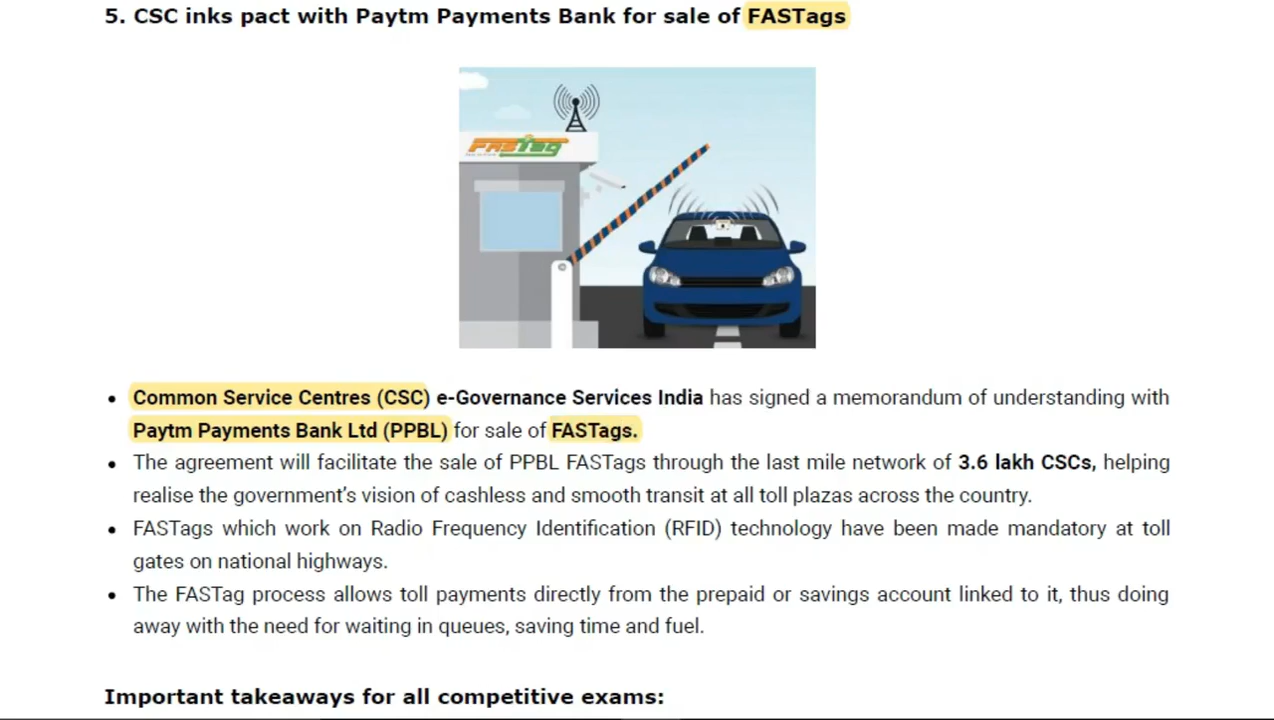 5. CSC inks pact with Paytm Payments Bank for sale of FASTags
FASTag
• Common Service Centres (CSC) e-Governance Services India has signed a memorandum of understanding with
Paytm Payments Bank Ltd (PPBL) for sale of FASTags.
• The agreement will facilitate the sale of PPBL FASTags through the last mile network of 3.6 lakh CSCs, helping
realise the government's vision of cashless and smooth transit at all toll plazas across the country.
• FASTags which work on Radio Frequency Identification (RFID) technology have been made mandatory at toll
gates on national highways.
• The FASTag process allows toll payments directly from the prepaid or savings account linked to it, thus doing
away with the need for waiting in queues, saving time and fuel.
Important takeaways for all competitive exams: